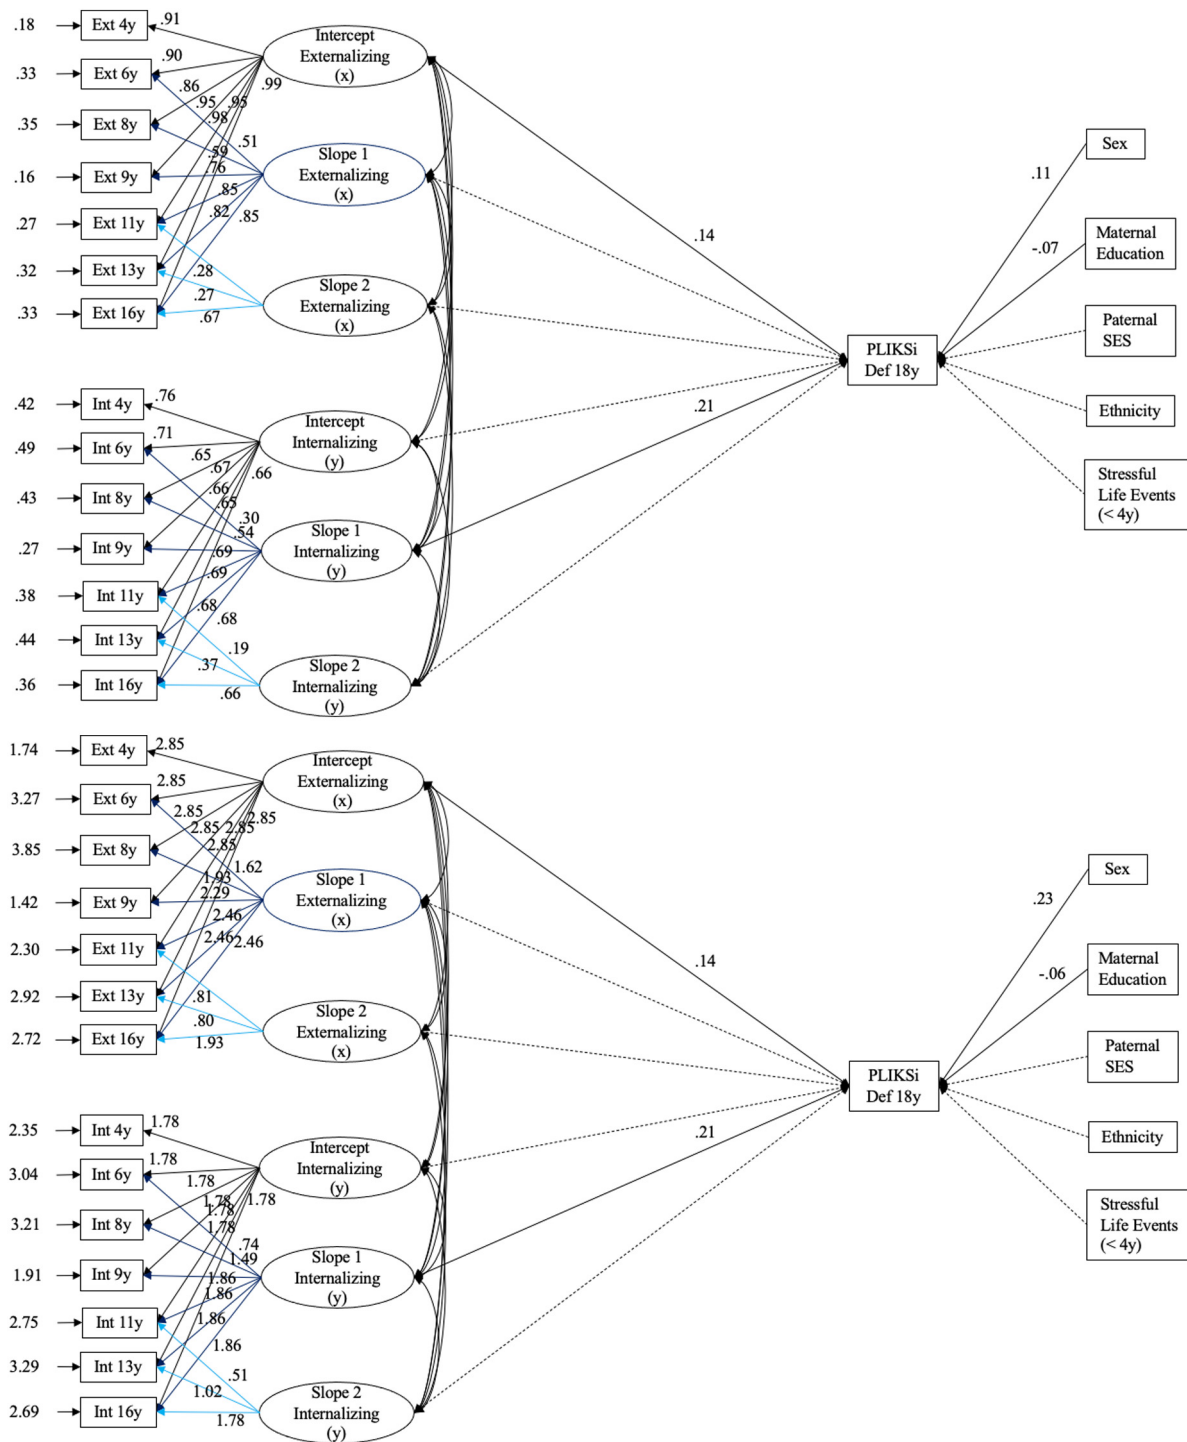 .18
Ext 4y
.91
Intercept
Externalizing
(x)
.33
Ext 6y
.90
.86
.95
.95
.98
.99
.35
Ext 8y
.51
.59
.76
Slope 1
Externalizing
(x)
.16
Ext 9y
.85
.82
.85
.27
Ext 11y
.32
Ext 13y
.28
.27
.67
Slope 2
Externalizing
(x)
.33
Ext 16y
.14
.21
PLIKSi
Def 18y
Sex
.11
Maternal
Education
-.07
Paternal
SES
Ethnicity
Stressful
Life Events
(< 4y)
.42
Int 4y
.76
Intercept
Internalizing
(y)
.49
Int 6y
.71
.65
.67
.66
.66
.65
.43
Int 8y
.30
.54
.69
Slope 1
Internalizing
(y)
.27
Int 9y
.69
.68
.68
.38
Int 11y
.44
Int 13y
.19
.37
.66
Slope 2
Internalizing
(y)
.36
Int 16y
1.74
Ext 4y
2.85
Intercept
Externalizing
(x)
3.27
Ext 6y
2.85
2.85
2.85
2.85
2.85
2.85
3.85
Ext 8y
1.62
1.93
2.29
Slope 1
Externalizing
(x)
1.42
Ext 9y
2.46
2.46
2.46
2.30
Ext 11y
2.92
Ext 13y
.81
.80
1.93
Slope 2
Externalizing
(x)
2.72
Ext 16y
.14
.21
PLIKSi
Def 18y
Sex
.23
Maternal
Education
-.06
Paternal
SES
Ethnicity
Stressful
Life Events
(< 4y)
2.35
Int 4y
1.78
Intercept
Internalizing
(y)
3.04
Int 6y
1.78
1.78
1.78
1.78
1.78
1.78
3.21
Int 8y
.74
1.49
1.86
Slope 1
Internalizing
(y)
1.91
Int 9y
1.86
1.86
1.86
2.75
Int 11y
3.29
Int 13y
.51
1.02
1.78
Slope 2
Internalizing
(y)
2.69
Int 16y